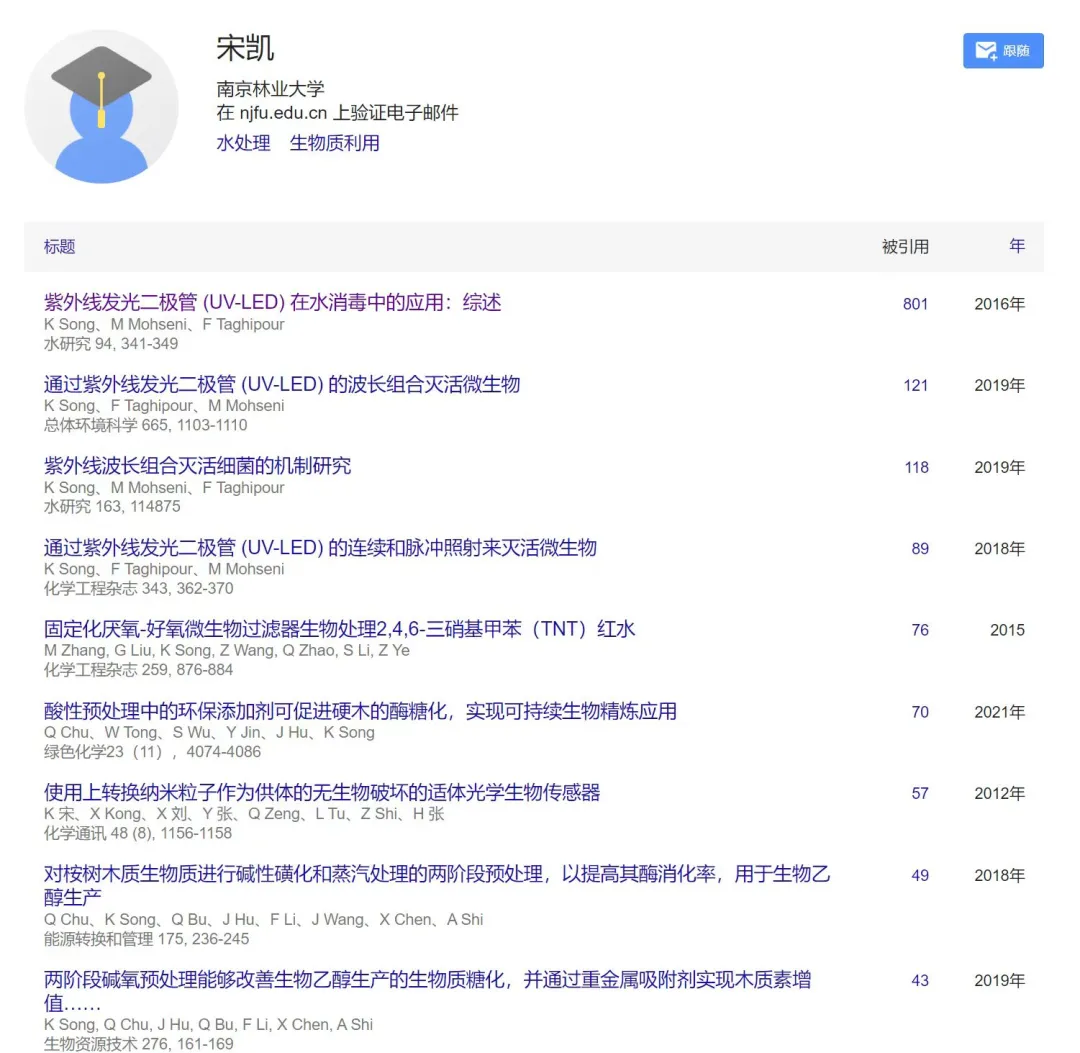 宋凯
跟随
南京林业大学
在 njfu.edu.cn 上验证电子邮件
水处理 生物质利用
标题 被引用 年
紫外线发光二极管 (UV-LED) 在水消毒中的应用：综述 801 2016年
K Song、M Mohseni、F Taghipour
水研究 94, 341-349
通过紫外线发光二极管 (UV-LED) 的波长组合灭活微生物 121 2019年
K Song、F Taghipour、M Mohseni
总体环境科学 665, 1103-1110
紫外线波长组合灭活细菌的机制研究 118 2019年
K Song、M Mohseni、F Taghipour
水研究 163, 114875
通过紫外线发光二极管 (UV-LED) 的连续和脉冲照射来灭活微生物 89 2018年
K Song、F Taghipour、M Mohseni
化学工程杂志 343, 362-370
固定化厌氧-好氧微生物过滤器生物处理2,4,6-三硝基甲苯（TNT）红水 76 2015
M Zhang, G Liu, K Song, Z Wang, Q Zhao, S Li, Z Ye
化学工程杂志 259, 876-884
酸性预处理中的环保添加剂可促进硬木的酶糖化，实现可持续生物精炼应用 70 2021年
Q Chu、W Tong、S Wu、Y Jin、J Hu、K Song
绿色化学23（11），4074-4086
使用上转换纳米粒子作为供体的无生物破坏的适体光学生物传感器 57 2012年
K 宋、X Kong、X 刘、Y 张、Q Zeng、L Tu、Z Shi、H 张
化学通讯 48 (8), 1156-1158
对桉树木质生物质进行碱性磺化和蒸汽处理的两阶段预处理，以提高其酶消化率，用于生物乙 49 2018年
醇生产
Q Chu、K Song、Q Bu、J Hu、F Li、J Wang、X Chen、A Shi
能源转换和管理 175, 236-245
两阶段碱氧预处理能够改善生物乙醇生产的生物质糖化，并通过重金属吸附剂实现木质素增 43 2019年
值……
K Song, Q Chu, J Hu, Q Bu, F Li, X Chen, A Shi
生物资源技术 276, 161-169